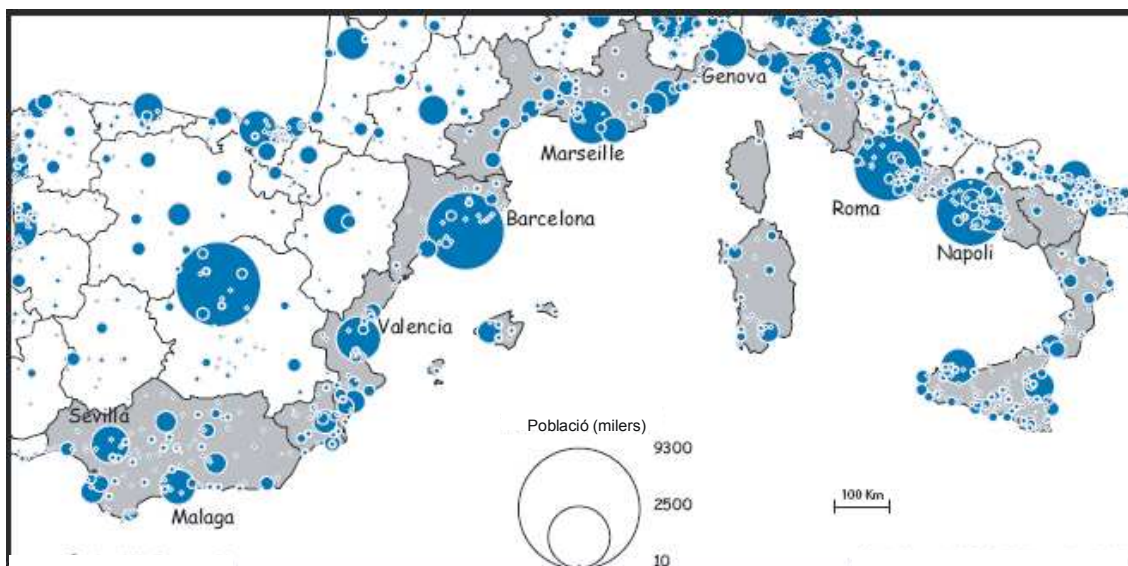 Genova
Marseille
Barcelona
Roma
Napoli
Valencia
Sevilla
Malaga
Població (milers)
9300
2500
10
100 Km